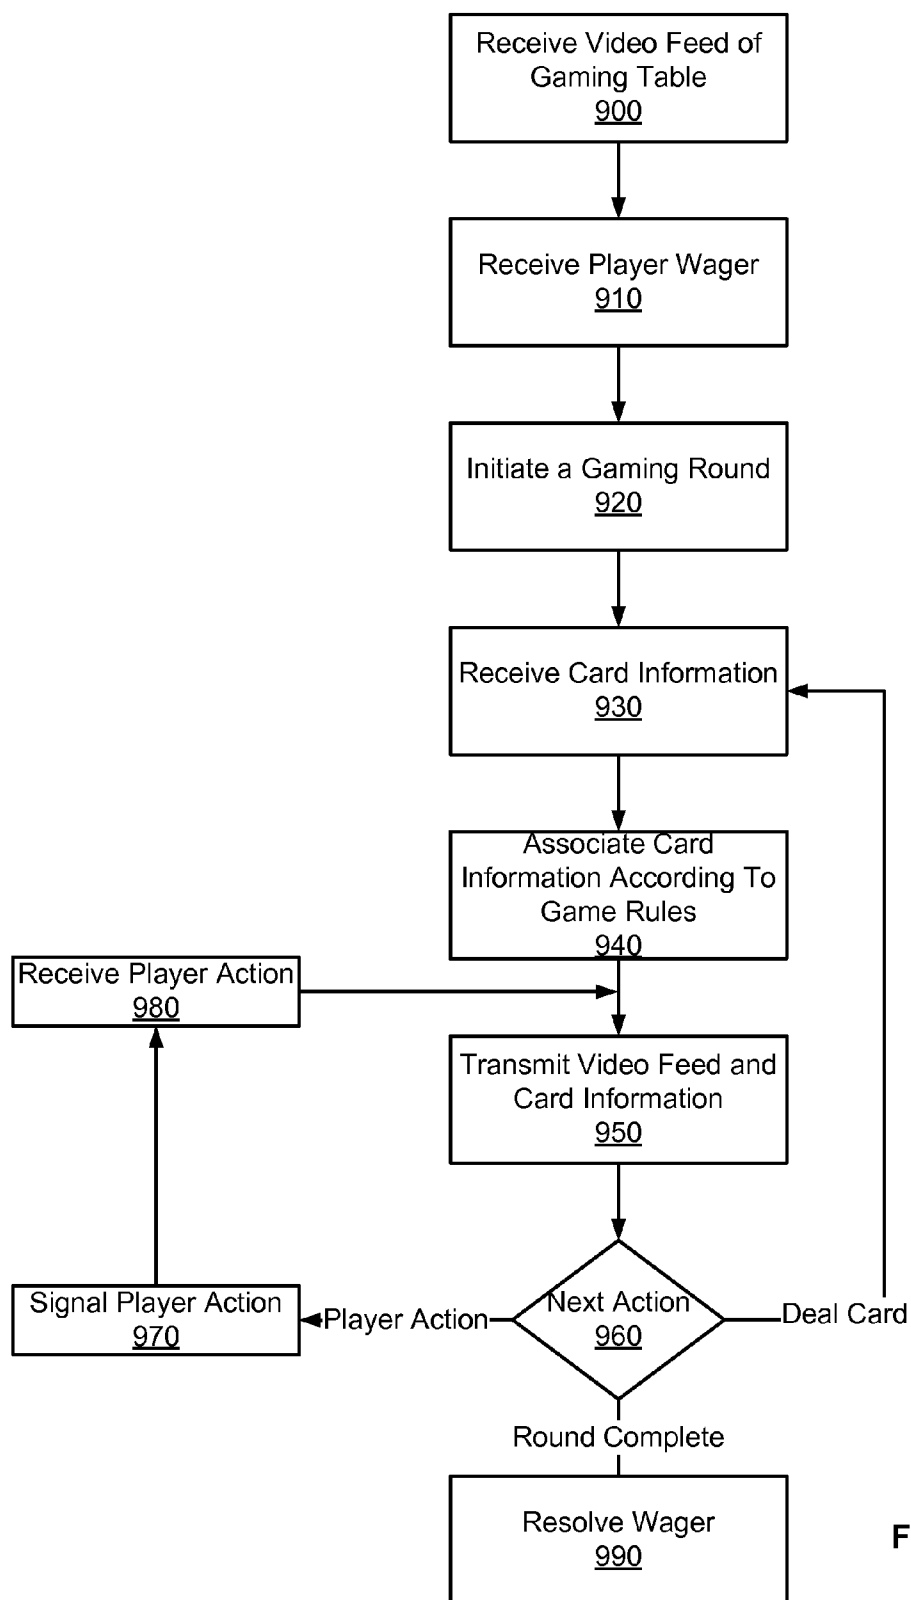 Receive Video Feed of
Gaming Table
900
Receive Player Wager
910
Initiate a Gaming Round
920
Receive Card Information
930
Associate Card
Information According To
Game Rules
940
Receive Player Action
980
Transmit Video Feed and
Card Information
950
Signal Player Action
970
Player Action
Next Action
960
Deal Card
Round Complete
Resolve Wager
990
F